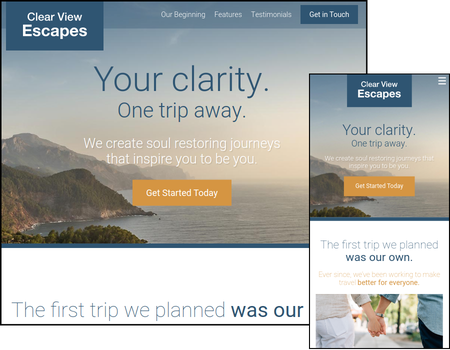 Clear View
Escapes
Our Beginning
Features
Testimonials
Get in Touch
Your clarity.
One trip away.
We create soul restoring journeys
that inspire you to be you.
Get Started Today
The first trip we planned was our
Clear View
Escapes
Your clarity.
One trip away.
We create soul restoring journeys
that inspire you to be you.
Get Started Today
The first trip we planned
was our own.
Ever since, we've been working to make
travel better for everyone.